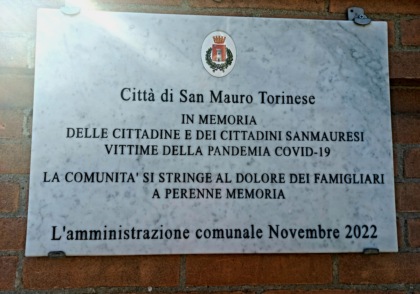 Città di San Mauro Torinese
IN MEMORIA
DELLE CITTADINE E DEI CITTADINI SANMAURESI
VITTIME DELLA PANDEMIA COVID-19
LA COMUNITA' SI STRINGE AL DOLORE DEI FAMIGLIARI
A PERENNE MEMORIA
L'amministrazione comunale Novembre 2022